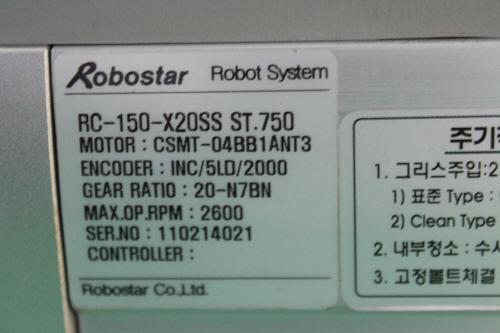 Robostar Robot System
RC-150-X20SS ST.750
MOTOR : CSMT-04BB1ANT3
ENCODER : INC/5LD/2000
GEAR RATIO : 20-N7BN
MAX.OP.RPM : 2600
SER.NO : 110214021
CONTROLLER :
Robostar Co.,Ltd.
주기
1. 그리스주입:2
1) 표준 Type :
2) Clean Type
2. 내부청소 : 수시
3. 고정볼트체결